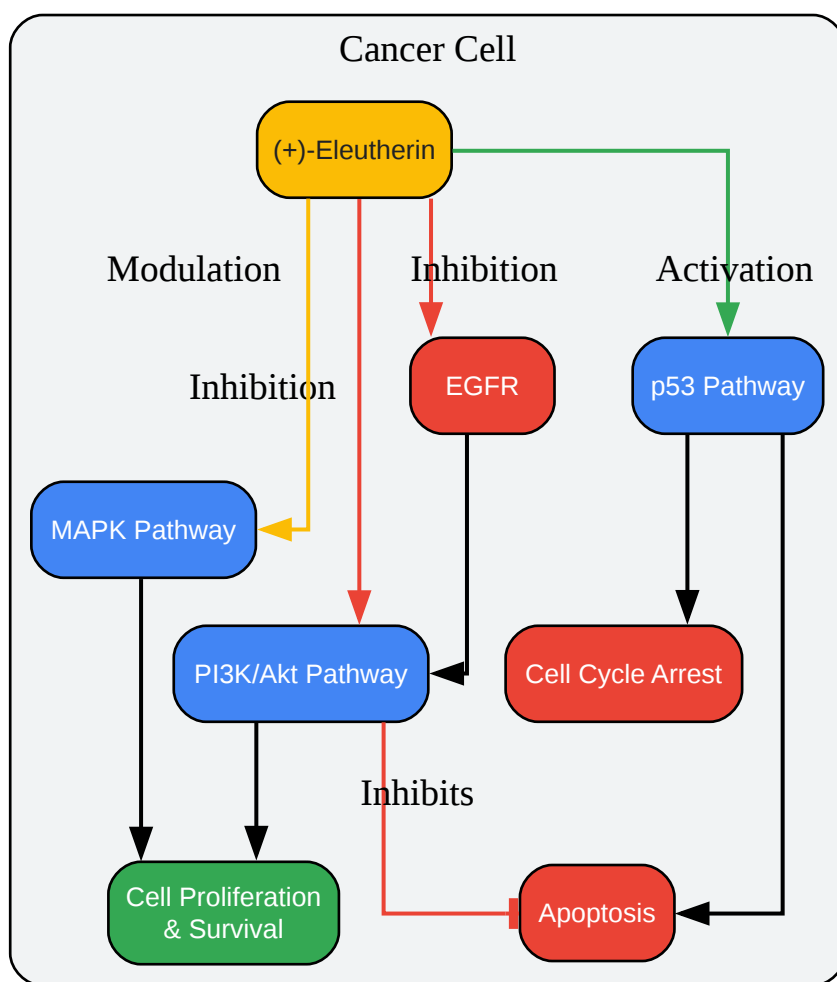 Cancer Cell
(+)-Eleutherin
Modulation
Inhibition
Activation
Inhibition
EGFR
p53 Pathway
MAPK Pathway
PI3K/Akt Pathway
Cell Cycle Arrest
Inhibits
Cell Proliferation
& Survival
Apoptosis